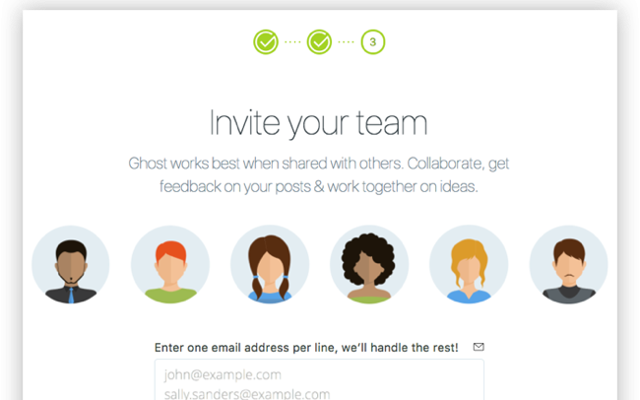 3
Invite your team
Ghost works best when shared with others. Collaborate, get
feedback on your posts & work together on ideas.
Enter one email address per line, we'll handle the rest!
john@example.com
sally.sanders@example.com